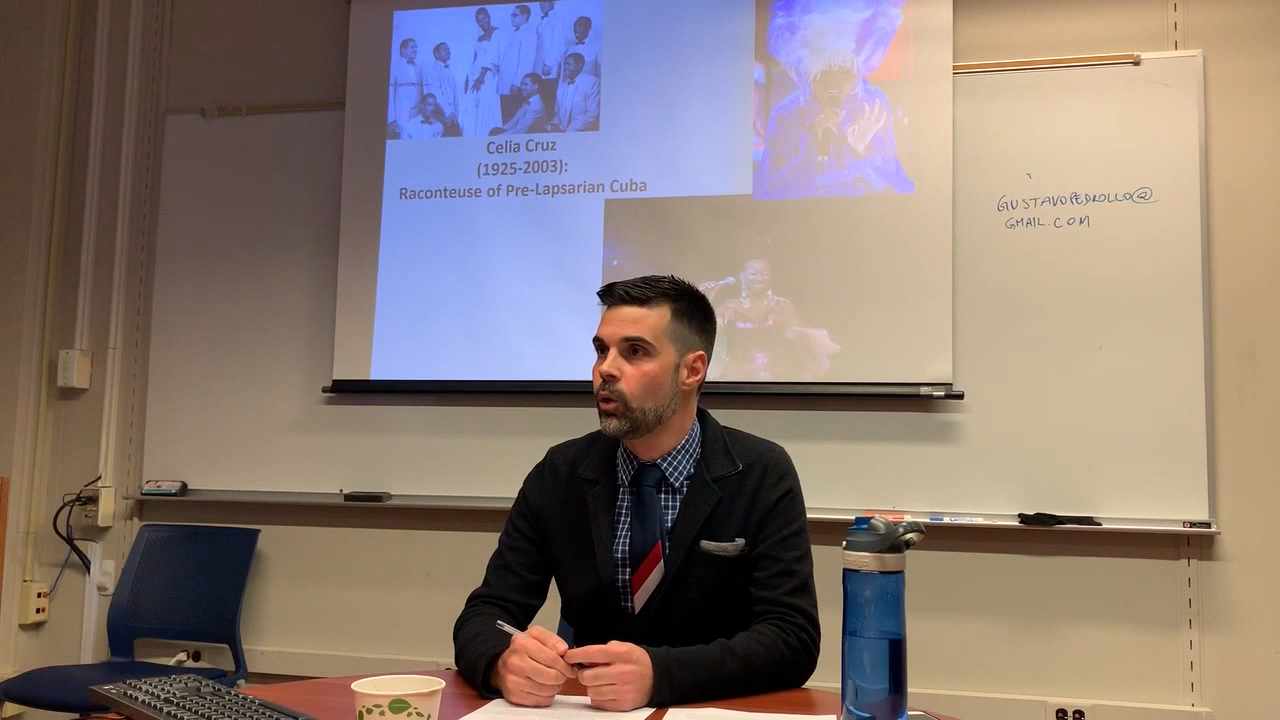 Celia Cruz
(1925-2003):
Raconteuse of Pre-Lapsarian Cuba
GUSTAVOPEDROLLO@
GMAIL.COM